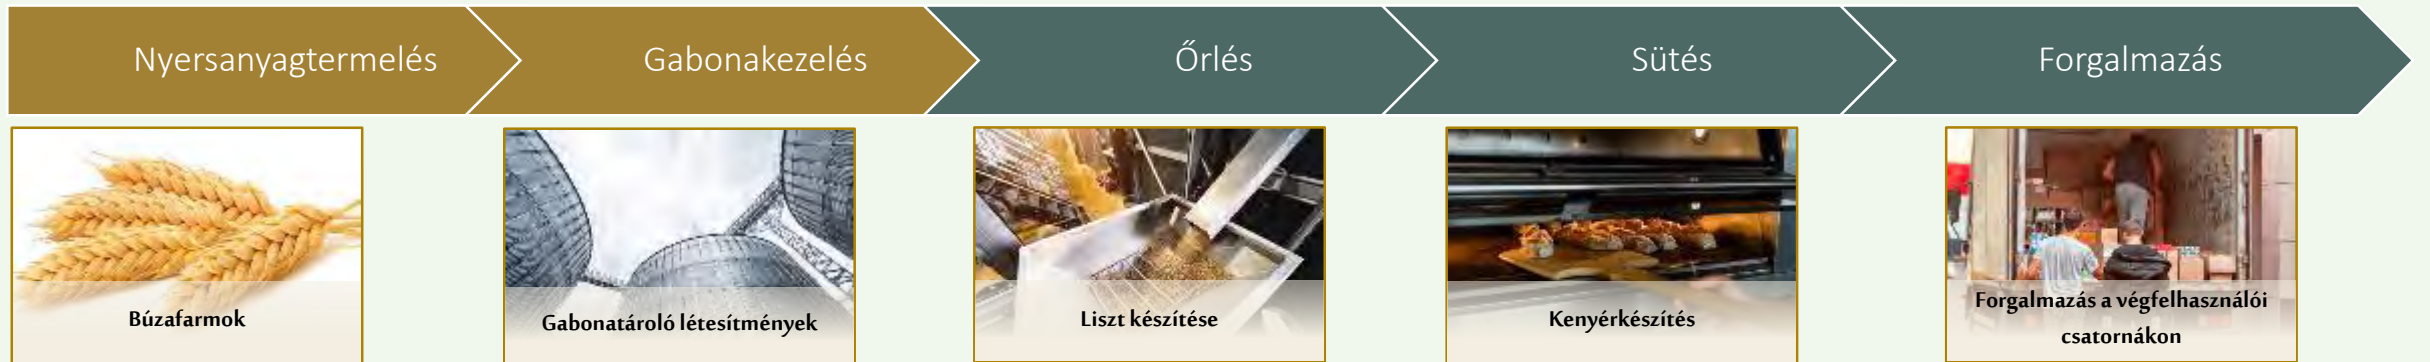 Nyersanyagtermelés
Gabonakezelés
Őrlés
Sütés
Forgalmazás
Búzafarmok
Gabonatároló létesítmények
Liszt készítése
Kenyérkészítés
Forgalmazás a végfelhasználói
csatornákon